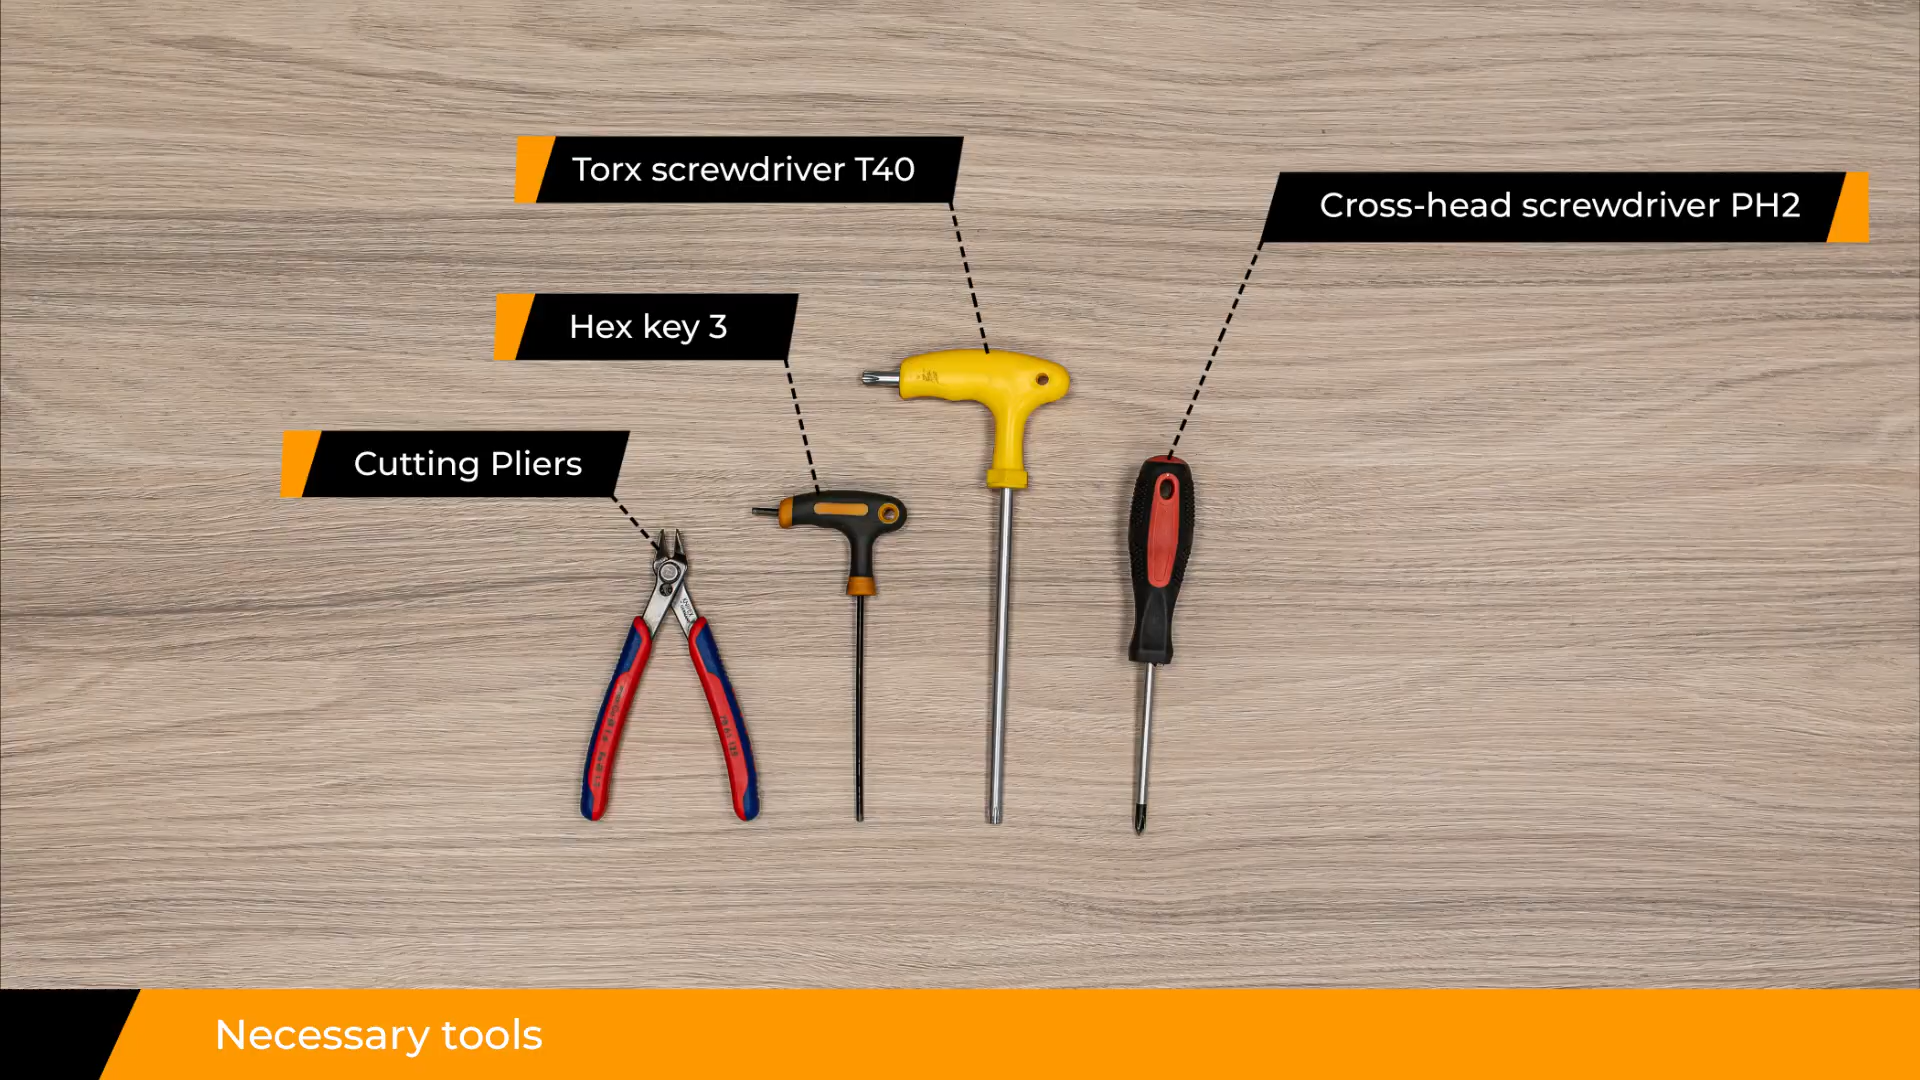 Torx screwdriver T40
Cross-head screwdriver PH2
Hex key 3
Cutting Pliers
Necessary tools